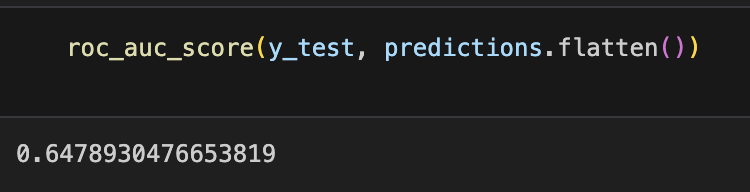 roc_auc_score(y_test, predictions.flatten())
0.6478930476653819